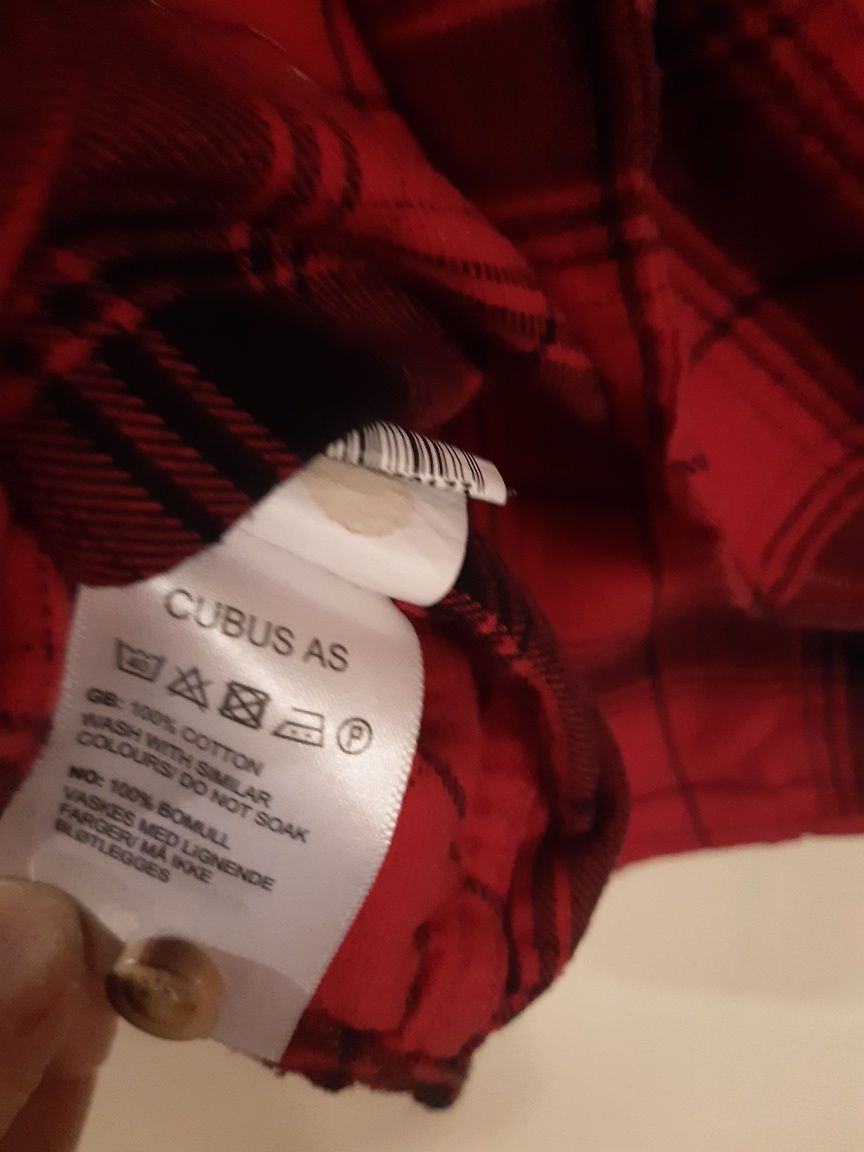 CUBUS AS
40
P
GB: 100% COTTON
WASH WITH SIMILAR
COLOURS/ DO NOT SOAK
NO: 100% BOMULL
VASKES MED LIGNENDE
FARGER/ MÅ IKKE
BLØTLEGGES